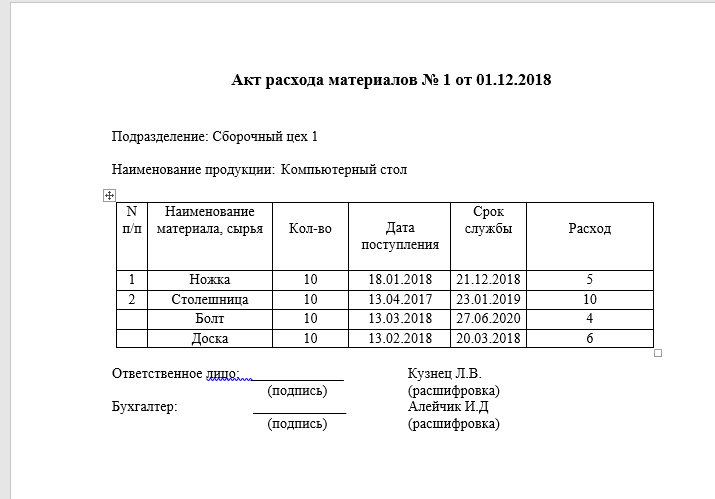 Акт расхода материалов № 1 от 01.12.2018
Подразделение: Сборочный цех 1
Наименование продукции: Компьютерный стол
N п/п Наименование материала, сырья Кол-во Дата поступления Срок службы Расход
1 Ножка 10 18.01.2018 21.12.2018 5
2 Столешница 10 13.04.2017 23.01.2019 10
Болт 10 13.03.2018 27.06.2020 4
Доска 10 13.02.2018 20.03.2018 6
Ответственное лицо: ____________ Кузнец Л.В.
(подпись) (расшифровка)
Бухгалтер: ____________ Алейчик И.Д
(подпись) (расшифровка)